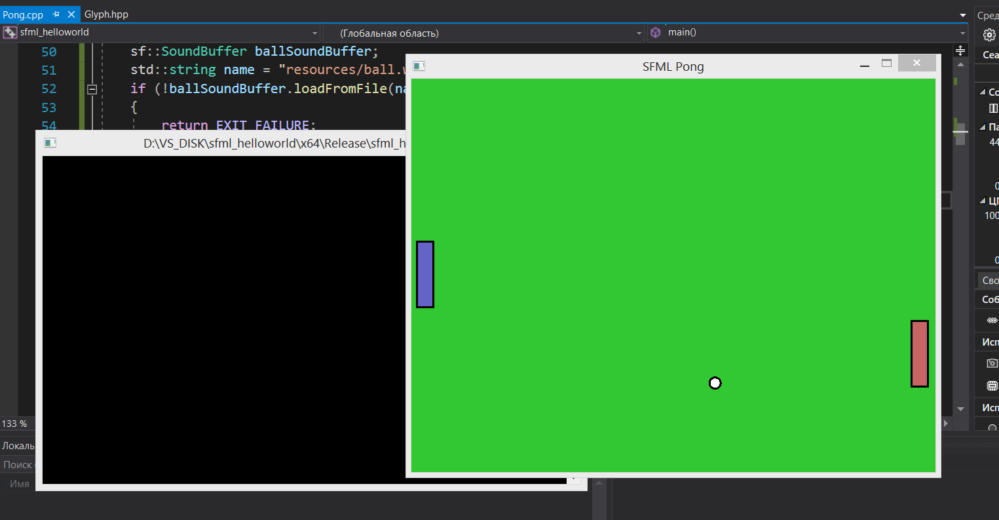 Pong.cpp Glyph.hpp
sfml_helloworld (Глобальная область) main()
50 sf::SoundBuffer ballSoundBuffer;
51 std::string name = "resources/ball.
52 if (!ballSoundBuffer.loadFromFile(na
53 {
54 return EXIT_FAILURE;
D:\VS_DISK\sfml_helloworld\x64\Release\sfml_h
SFML Pong
133 %
Локаль
Поиск
Имя
Сред
Сеа
Со
Па
44
0
ЦП
100
0
Сво
Соб
Исп
Исп